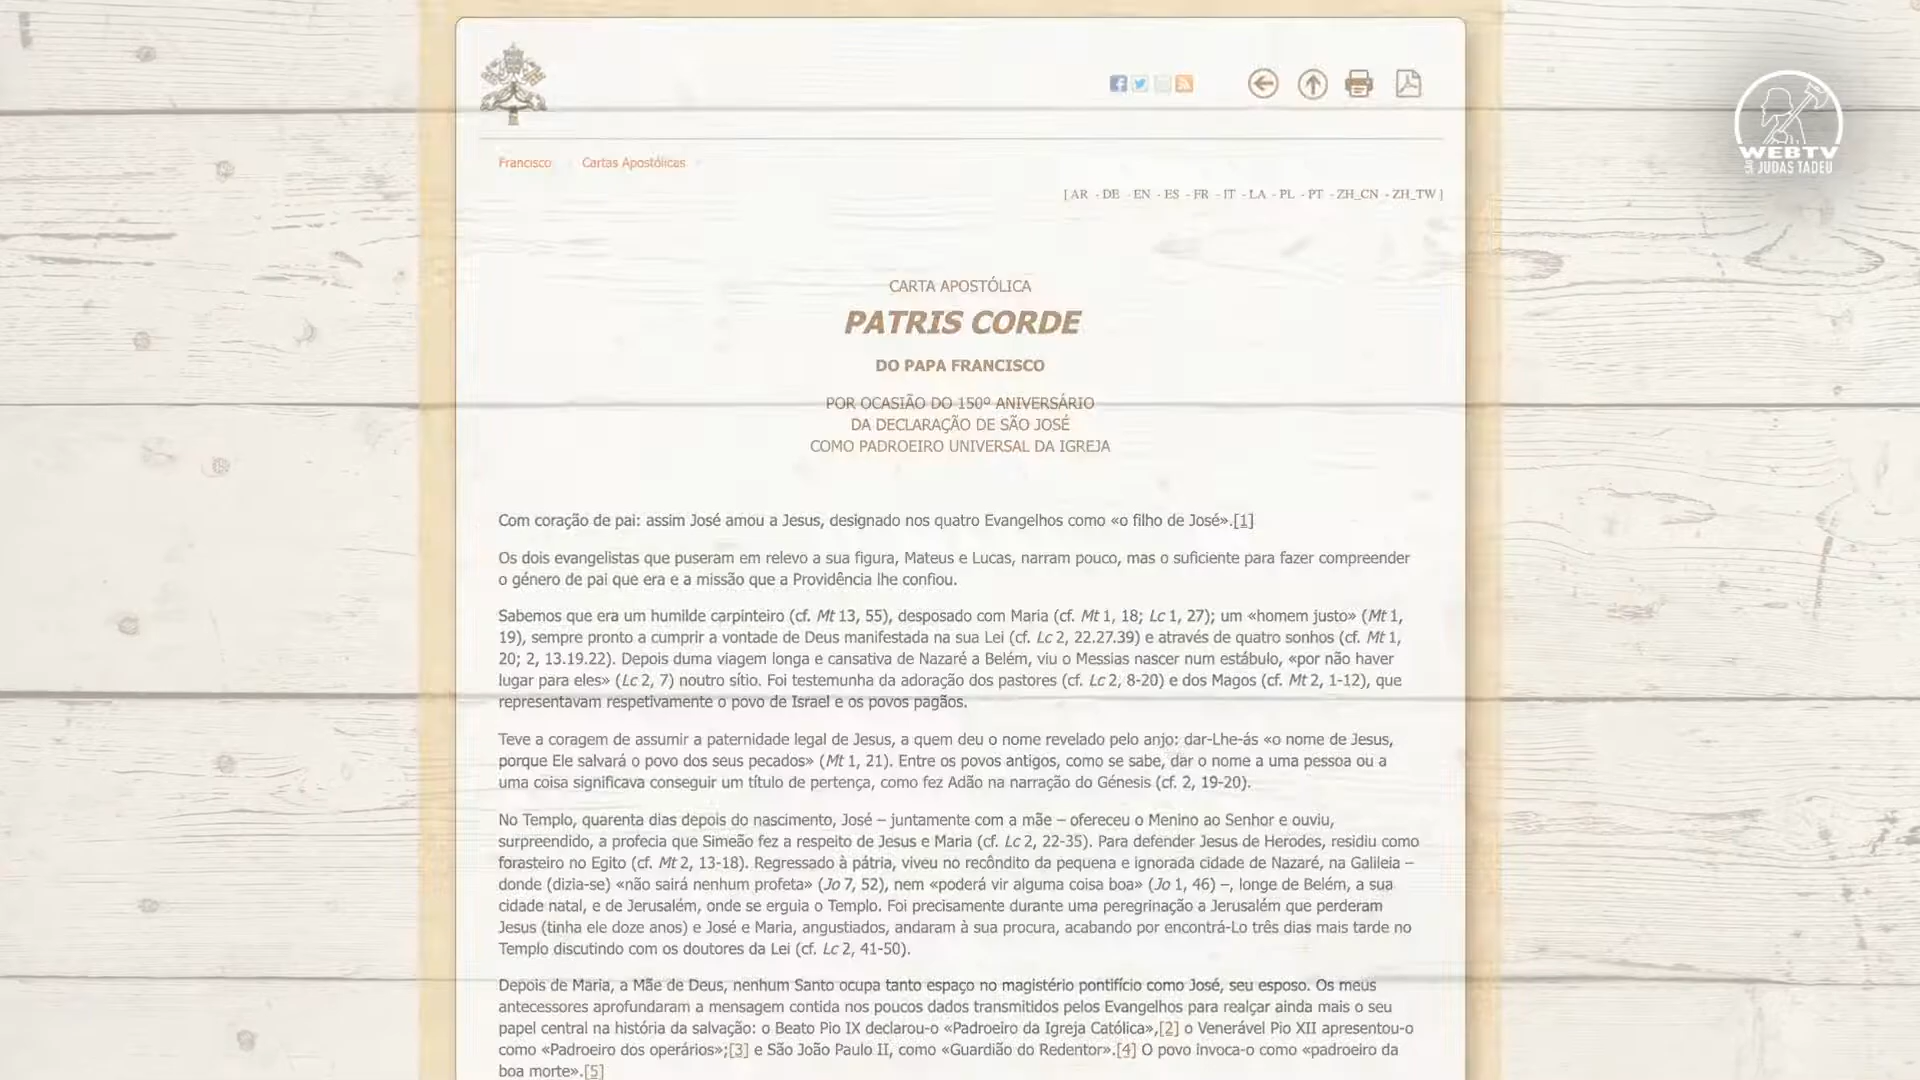 WEBTV
SÃO JUDAS TADEU
Francisco Cartas Apostólicas
[ AR - DE - EN - ES - FR - IT - LA - PL - PT - ZH_CN - ZH_TW ]
CARTA APOSTÓLICA
PATRIS CORDE
DO PAPA FRANCISCO
POR OCASIÃO DO 150º ANIVERSÁRIO
DA DECLARAÇÃO DE SÃO JOSÉ
COMO PADROEIRO UNIVERSAL DA IGREJA
Com coração de pai: assim José amou a Jesus, designado nos quatro Evangelhos como «o filho de José».[1]
Os dois evangelistas que puseram em relevo a sua figura, Mateus e Lucas, narram pouco, mas o suficiente para fazer compreender
o género de pai que era e a missão que a Providência lhe confiou.
Sabemos que era um humilde carpinteiro (cf. Mt 13, 55), desposado com Maria (cf. Mt 1, 18; Lc 1, 27); um «homem justo» (Mt 1,
19), sempre pronto a cumprir a vontade de Deus manifestada na sua Lei (cf. Lc 2, 22.27.39) e através de quatro sonhos (cf. Mt 1,
20; 2, 13.19.22). Depois duma viagem longa e cansativa de Nazaré a Belém, viu o Messias nascer num estábulo, «por não haver
lugar para eles» (Lc 2, 7) noutro sítio. Foi testemunha da adoração dos pastores (cf. Lc 2, 8-20) e dos Magos (cf. Mt 2, 1-12), que
representavam respetivamente o povo de Israel e os povos pagãos.
Teve a coragem de assumir a paternidade legal de Jesus, a quem deu o nome revelado pelo anjo: dar-Lhe-ás «o nome de Jesus,
porque Ele salvará o povo dos seus pecados» (Mt 1, 21). Entre os povos antigos, como se sabe, dar o nome a uma pessoa ou a
uma coisa significava conseguir um título de pertença, como fez Adão na narração do Génesis (cf. 2, 19-20).
No Templo, quarenta dias depois do nascimento, José – juntamente com a mãe – ofereceu o Menino ao Senhor e ouviu,
surpreendido, a profecia que Simeão fez a respeito de Jesus e Maria (cf. Lc 2, 22-35). Para defender Jesus de Herodes, residiu como
forasteiro no Egito (cf. Mt 2, 13-18). Regressado à pátria, viveu no recôndito da pequena e ignorada cidade de Nazaré, na Galileia –
donde (dizia-se) «não sairá nenhum profeta» (Jo 7, 52), nem «poderá vir alguma coisa boa» (Jo 1, 46) –, longe de Belém, a sua
cidade natal, e de Jerusalém, onde se erguia o Templo. Foi precisamente durante uma peregrinação a Jerusalém que perderam
Jesus (tinha ele doze anos) e José e Maria, angustiados, andaram à sua procura, acabando por encontrá-Lo três dias mais tarde no
Templo discutindo com os doutores da Lei (cf. Lc 2, 41-50).
Depois de Maria, a Mãe de Deus, nenhum Santo ocupa tanto espaço no magistério pontifício como José, seu esposo. Os meus
antecessores aprofundaram a mensagem contida nos poucos dados transmitidos pelos Evangelhos para realçar ainda mais o seu
papel central na história da salvação: o Beato Pio IX declarou-o «Padroeiro da Igreja Católica»,[2] o Venerável Pio XII apresentou-o
como «Padroeiro dos operários»;[3] e São João Paulo II, como «Guardião do Redentor».[4] O povo invoca-o como «padroeiro da
boa morte».[5]